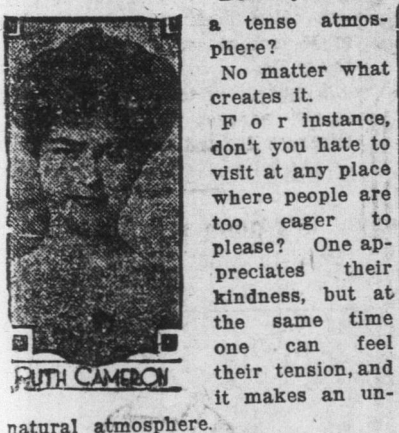 a tense atmos-
phere?
No matter what
creates it.
For instance,
don't you hate to
visit at any place
where people are
too eager to
please? One ap-
preciates their
kindness, but at
the same time
one can feel
their tension, and
it makes an un-
natural atmosphere.
RUTH CAMERON